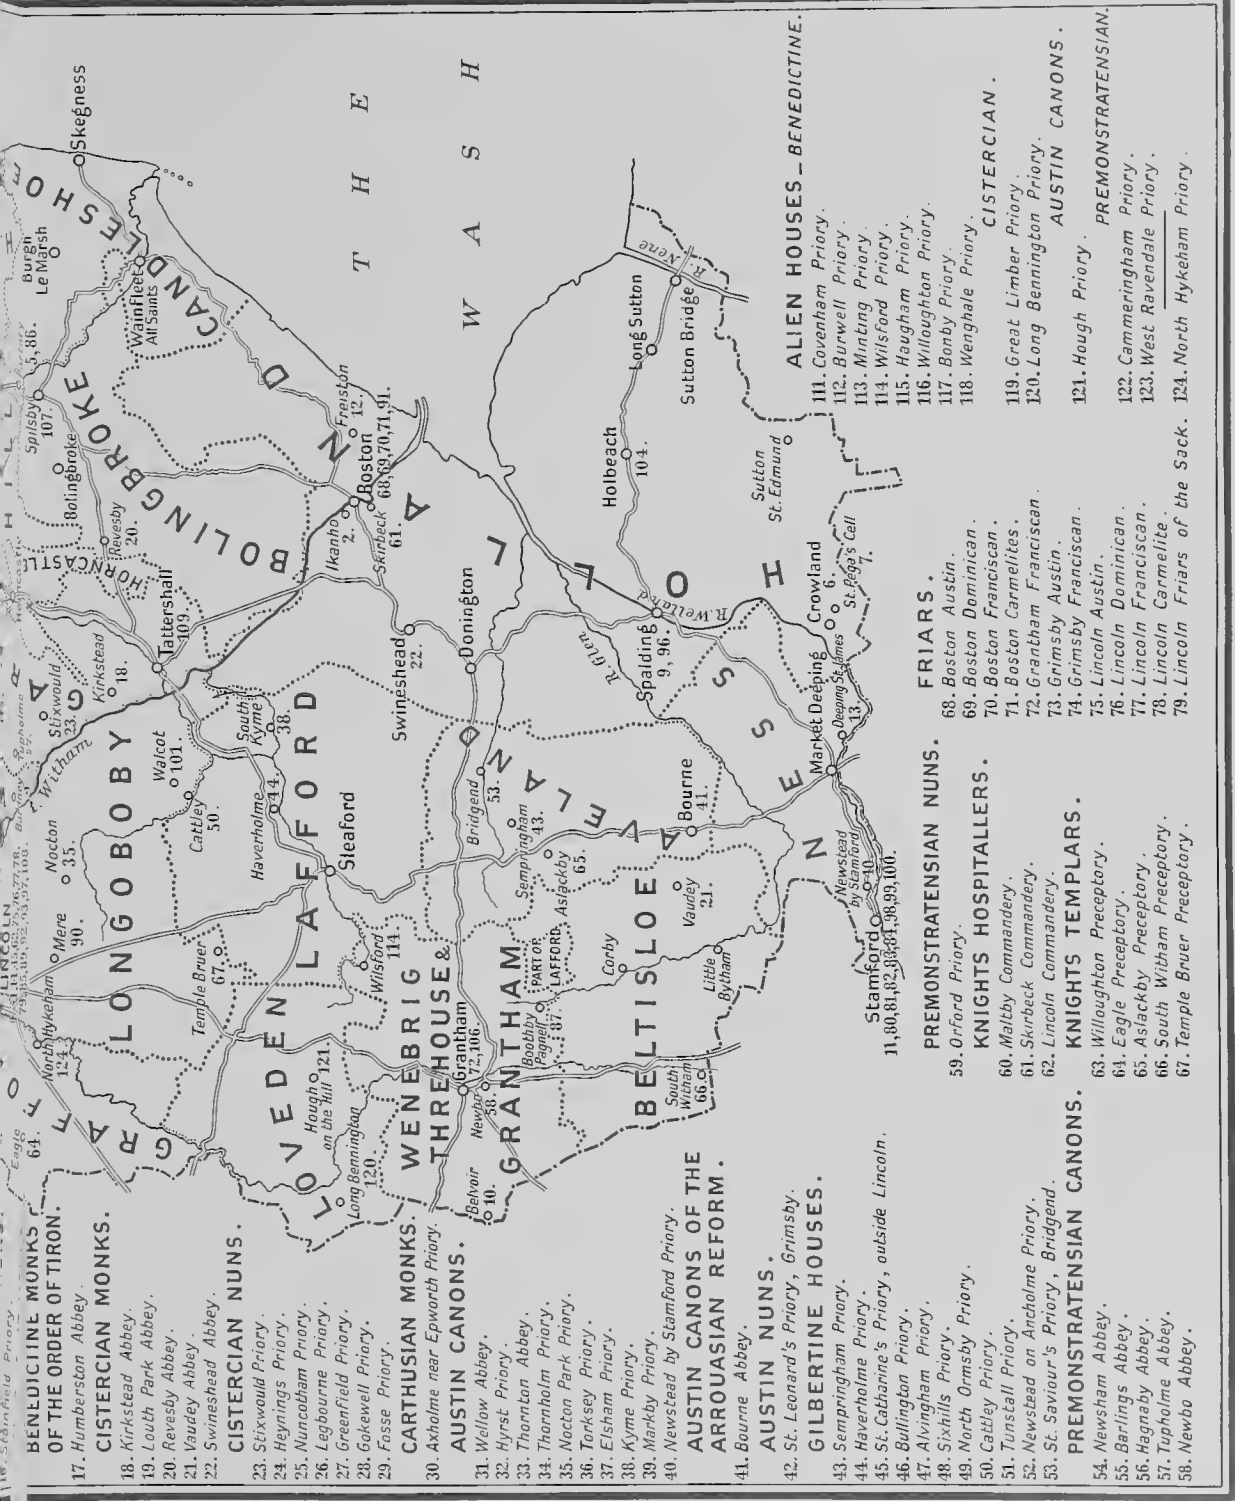 BENEDICTINE MONKS
OF THE ORDER OF TIRON.
17. Humberston Abbey.
CISTERCIAN MONKS.
18. Kirkstead Abbey.
19. Louth Park Abbey.
20. Revesby Abbey.
21. Vaudey Abbey.
22. Swineshead Abbey.
CISTERCIAN NUNS.
23. Stixwould Priory.
24. Heynings Priory.
25. Nuncotham Priory.
26. Legbourne Priory.
27. Greenfield Priory.
28. Gokewell Priory.
29. Fosse Priory.
CARTHUSIAN MONKS.
30. Axholme near Epworth Priory.
AUSTIN CANONS.
31. Wellow Abbey.
32. Hyrst Priory.
33. Thornton Abbey.
34. Thornholm Priory.
35. Nocton Park Priory.
36. Torksey Priory.
37. Elsham Priory.
38. Kyme Priory.
39. Markby Priory.
40. Newstead by Stamford Priory.
AUSTIN CANONS OF THE
ARROUASIAN REFORM.
41. Bourne Abbey.
AUSTIN NUNS.
42. St. Leonard's Priory, Grimsby.
GILBERTINE HOUSES.
43. Sempringham Priory.
44. Haverholme Priory.
45. St. Catharine's Priory, outside Lincoln.
46. Bullington Priory.
47. Alvingham Priory.
48. Sixhills Priory.
49. North Ormsby Priory.
50. Cattley Priory.
51. Tunstall Priory.
52. Newstead on Ancholme Priory.
53. St. Saviour's Priory, Bridgend.
PREMONSTRATENSIAN CANONS.
54. Newsham Abbey.
55. Barlings Abbey.
56. Hagnaby Abbey.
57. Tupholme Abbey.
58. Newbo Abbey.
PREMONSTRATENSIAN NUNS.
59. Orford Priory.
KNIGHTS HOSPITALLERS.
60. Maltby Commandery.
61. Skirbeck Commandery.
62. Lincoln Commandery.
KNIGHTS TEMPLARS.
63. Willoughton Preceptory.
64. Eagle Preceptory.
65. Aslackby Preceptory.
66. South Witham Preceptory.
67. Temple Bruer Preceptory.
FRIARS.
68. Boston Austin.
69. Boston Dominican.
70. Boston Franciscan.
71. Boston Carmelites.
72. Grantham Franciscan.
73. Grimsby Austin.
74. Grimsby Franciscan.
75. Lincoln Austin.
76. Lincoln Dominican.
77. Lincoln Franciscan.
78. Lincoln Carmelite.
79. Lincoln Friars of the Sack.
ALIEN HOUSES_BENEDICTINE.
111. Covenham Priory.
112. Burwell Priory.
113. Minting Priory.
114. Wilsford Priory.
115. Haugham Priory.
116. Willoughton Priory.
117. Bonby Priory.
118. Wenghale Priory.
CISTERCIAN.
119. Great Limber Priory.
120. Long Bennington Priory.
AUSTIN CANONS.
121. Hough Priory.
PREMONSTRATENSIAN.
122. Cammeringham Priory.
123. West Ravendale Priory.
124. North Hykeham Priory.
Eagle
64.
GRAFFO
North Hykeham
124.
LINCOLN
Mere
90.
Nocton
35.
Witham
Stixwould
23.
Kirkstead
18.
Tattershall
109.
HORNCASTLE
Revesby
20.
Bolingbroke
Spilsby
107.
5, 86.
Burgh
Le Marsh
Skegness
CANDLESHO
Wainfleet
All Saints
BOLINGBROKE
THE
WASH
LONGOBOBY
Walcot
101.
Cattley
50.
Temple Bruer
67.
Haverholme
44.
South
Kyme
38.
Sleaford
LAFFORD
LOVEDEN
Hough
on the Hill
121.
Long Bennington
120.
Wilsford
114.
WENEBRIG
THREHOUSE &
GRANTHAM
Grantham
72,106.
Newbo
58.
Belvoir
10.
Boothby
Pagnell
87.
PART OF
LAFFORD
Aslackby
65.
Sempringham
43.
Bridgend
53.
Swineshead
22.
Donington
Ikanho
2.
Skirbeck
61.
Boston
68,69,70,71,91.
Freiston
12.
HOLLAND
AVELAND
Corby
BELTISLOE
South
Witham
66.
Little
Bytham
Vaudey
21.
Bourne
41.
R. Glen
Spalding
9, 96.
R. Welland
Holbeach
104.
Long Sutton
Sutton Bridge
R. Nene
Sutton
St. Edmund
Crowland
6.
St. Pega's Cell
7.
Market Deeping
Deeping St. James
13.
NESS
Newstead
by Stamford
40.
Stamford
11,80,81,82,83,84,98,99,100.